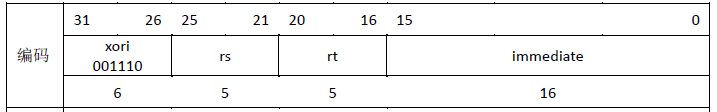 31 26 25 21 20 16 15 0
编码
xori
001110
rs rt immediate
6 5 5 16